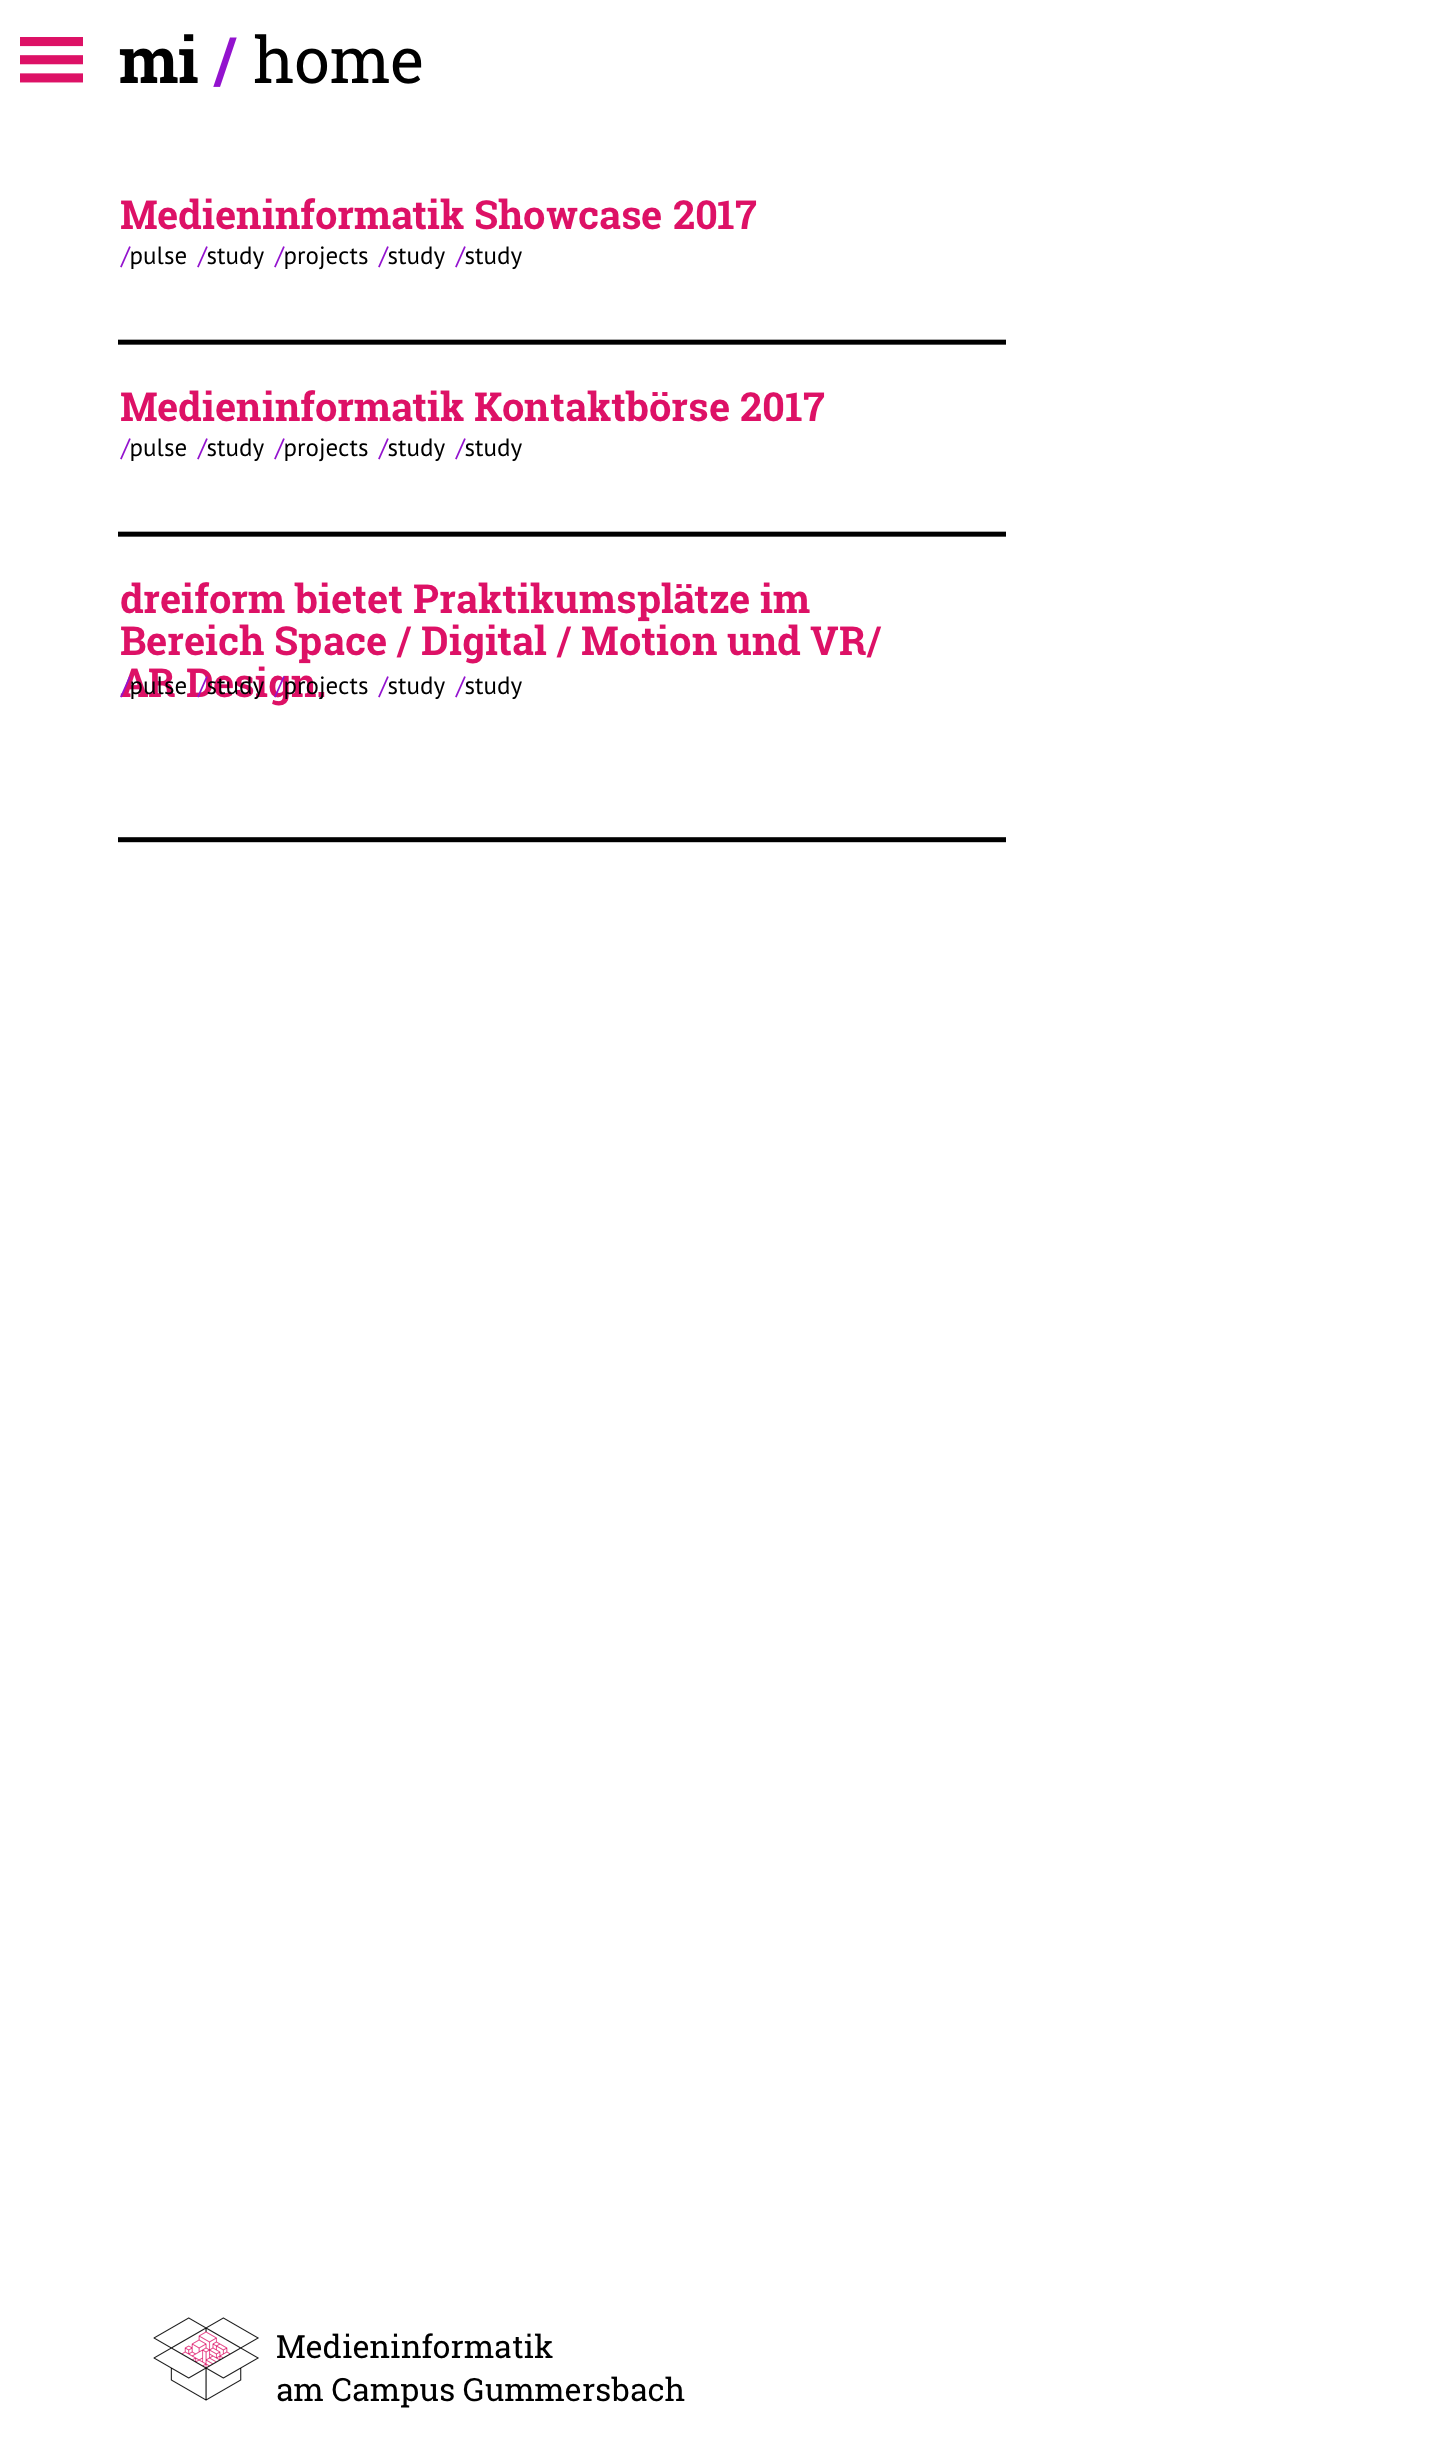 mi / home
Medieninformatik Showcase 2017
/pulse /study /projects /study /study
Medieninformatik Kontaktbörse 2017
/pulse /study /projects /study /study
dreiform bietet Praktikumsplätze im
Bereich Space / Digital / Motion und VR/
AR Design.
/pulse /study /projects /study /study
Medieninformatik
am Campus Gummersbach